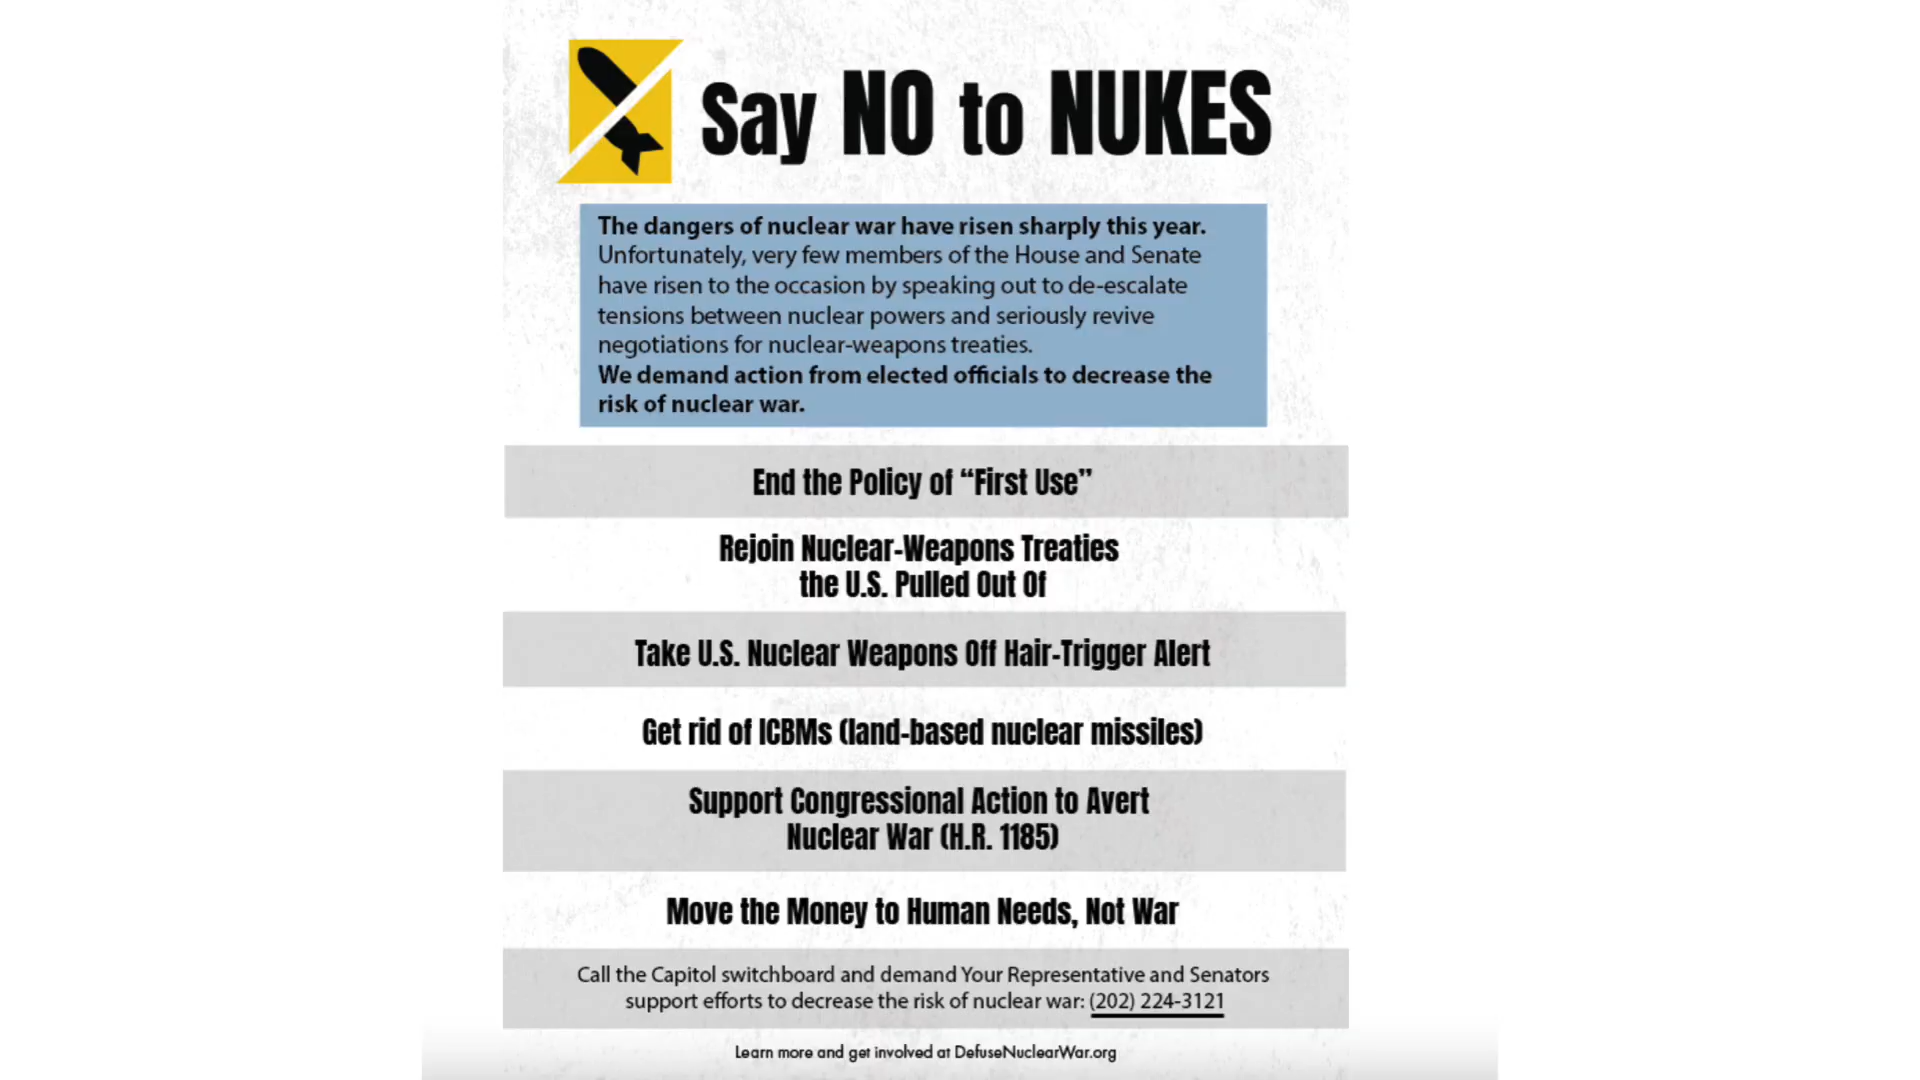 Say NO to NUKES
The dangers of nuclear war have risen sharply this year.
Unfortunately, very few members of the House and Senate
have risen to the occasion by speaking out to de-escalate
tensions between nuclear powers and seriously revive
negotiations for nuclear-weapons treaties.
We demand action from elected officials to decrease the
risk of nuclear war.
End the Policy of “First Use”
Rejoin Nuclear-Weapons Treaties
the U.S. Pulled Out Of
Take U.S. Nuclear Weapons Off Hair-Trigger Alert
Get rid of ICBMs (land-based nuclear missiles)
Support Congressional Action to Avert
Nuclear War (H.R. 1185)
Move the Money to Human Needs, Not War
Call the Capitol switchboard and demand Your Representative and Senators
support efforts to decrease the risk of nuclear war: (202) 224-3121
Learn more and get involved at DefuseNuclearWar.org